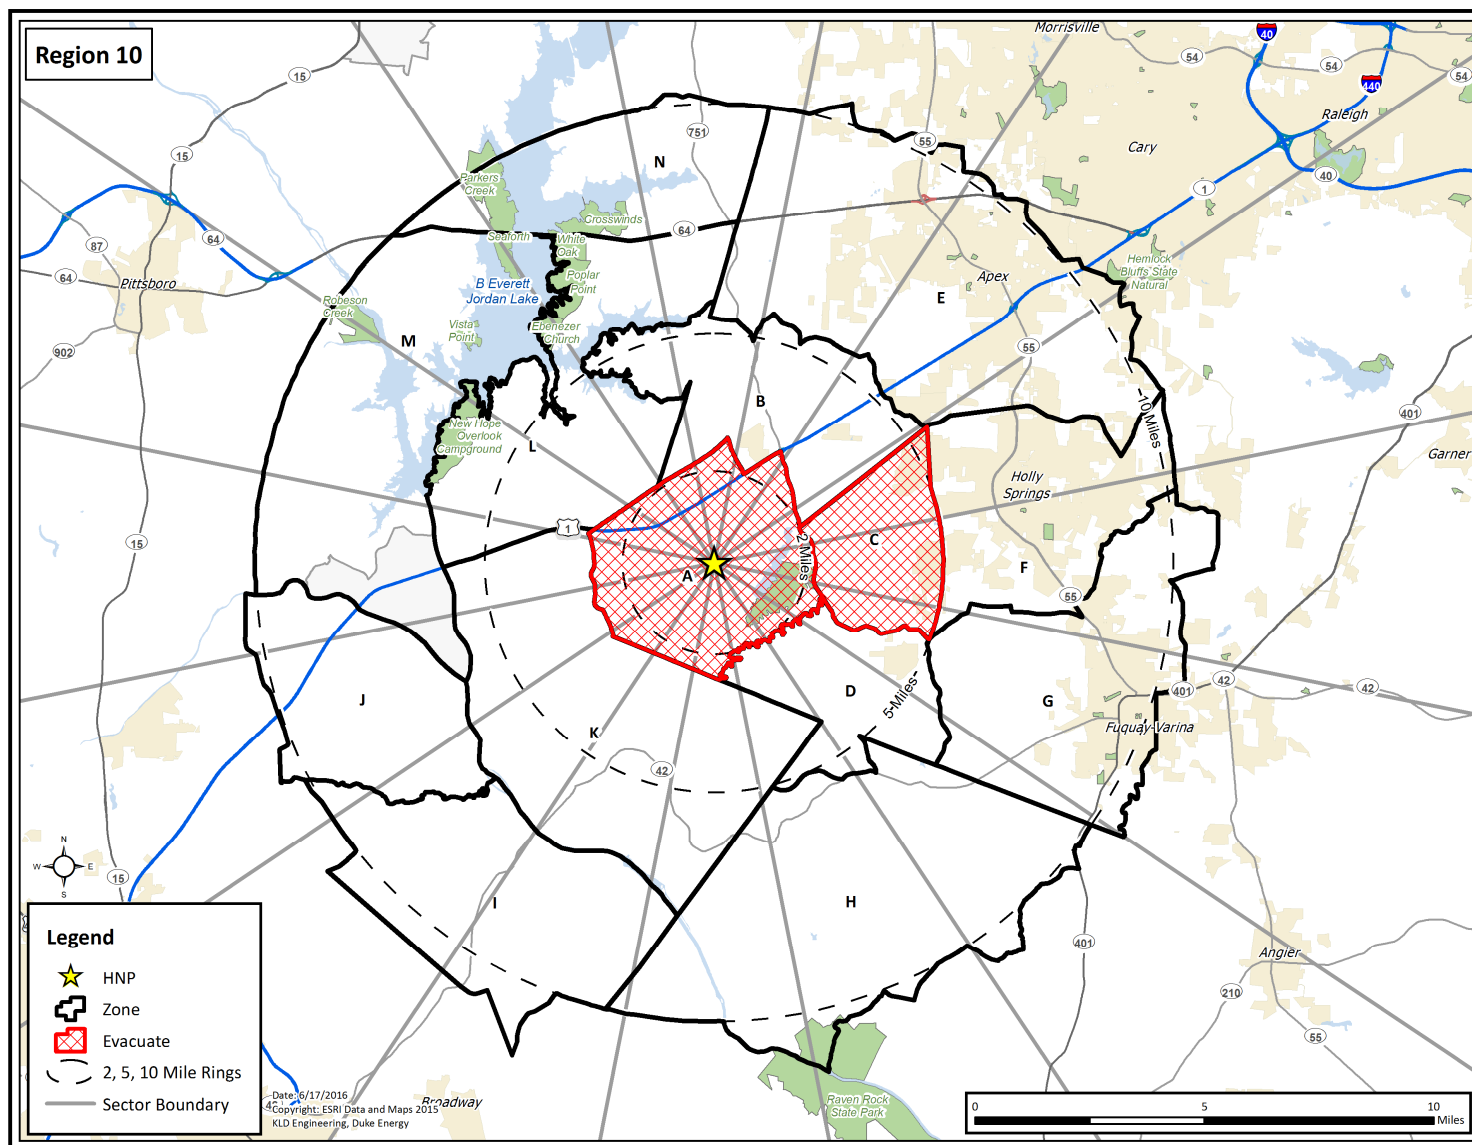 Region 10
Morrisville
40
54
54
54
440
Raleigh
15
751
55
Cary
N
15
Parkers
Creek
40
1
Crosswinds
64
Seaforth
White
Oak
64
87
64
Pittsboro
B Everett
Jordan Lake
Poplar
Point
Apex
Hemlock
Bluffs State
Natural
E
Robeson
Creek
Vista
Point
Ebenezer
Church
M
902
55
B
401
10 Miles
New Hope
Overlook
Campground
L
Garner
Holly
Springs
1
15
2 Miles
C
A
F
55
J
D
5 Miles
G
401
42
42
Fuquay-Varina
K
42
N
W
E
S
15
I
H
401
Angier
210
55
Legend
HNP
Zone
Evacuate
2, 5, 10 Mile Rings
Sector Boundary
Date: 6/17/2016
Copyright: ESRI Data and Maps 2015
KLD Engineering, Duke Energy
Broadway
Raven Rock
State Park
0
5
10
Miles